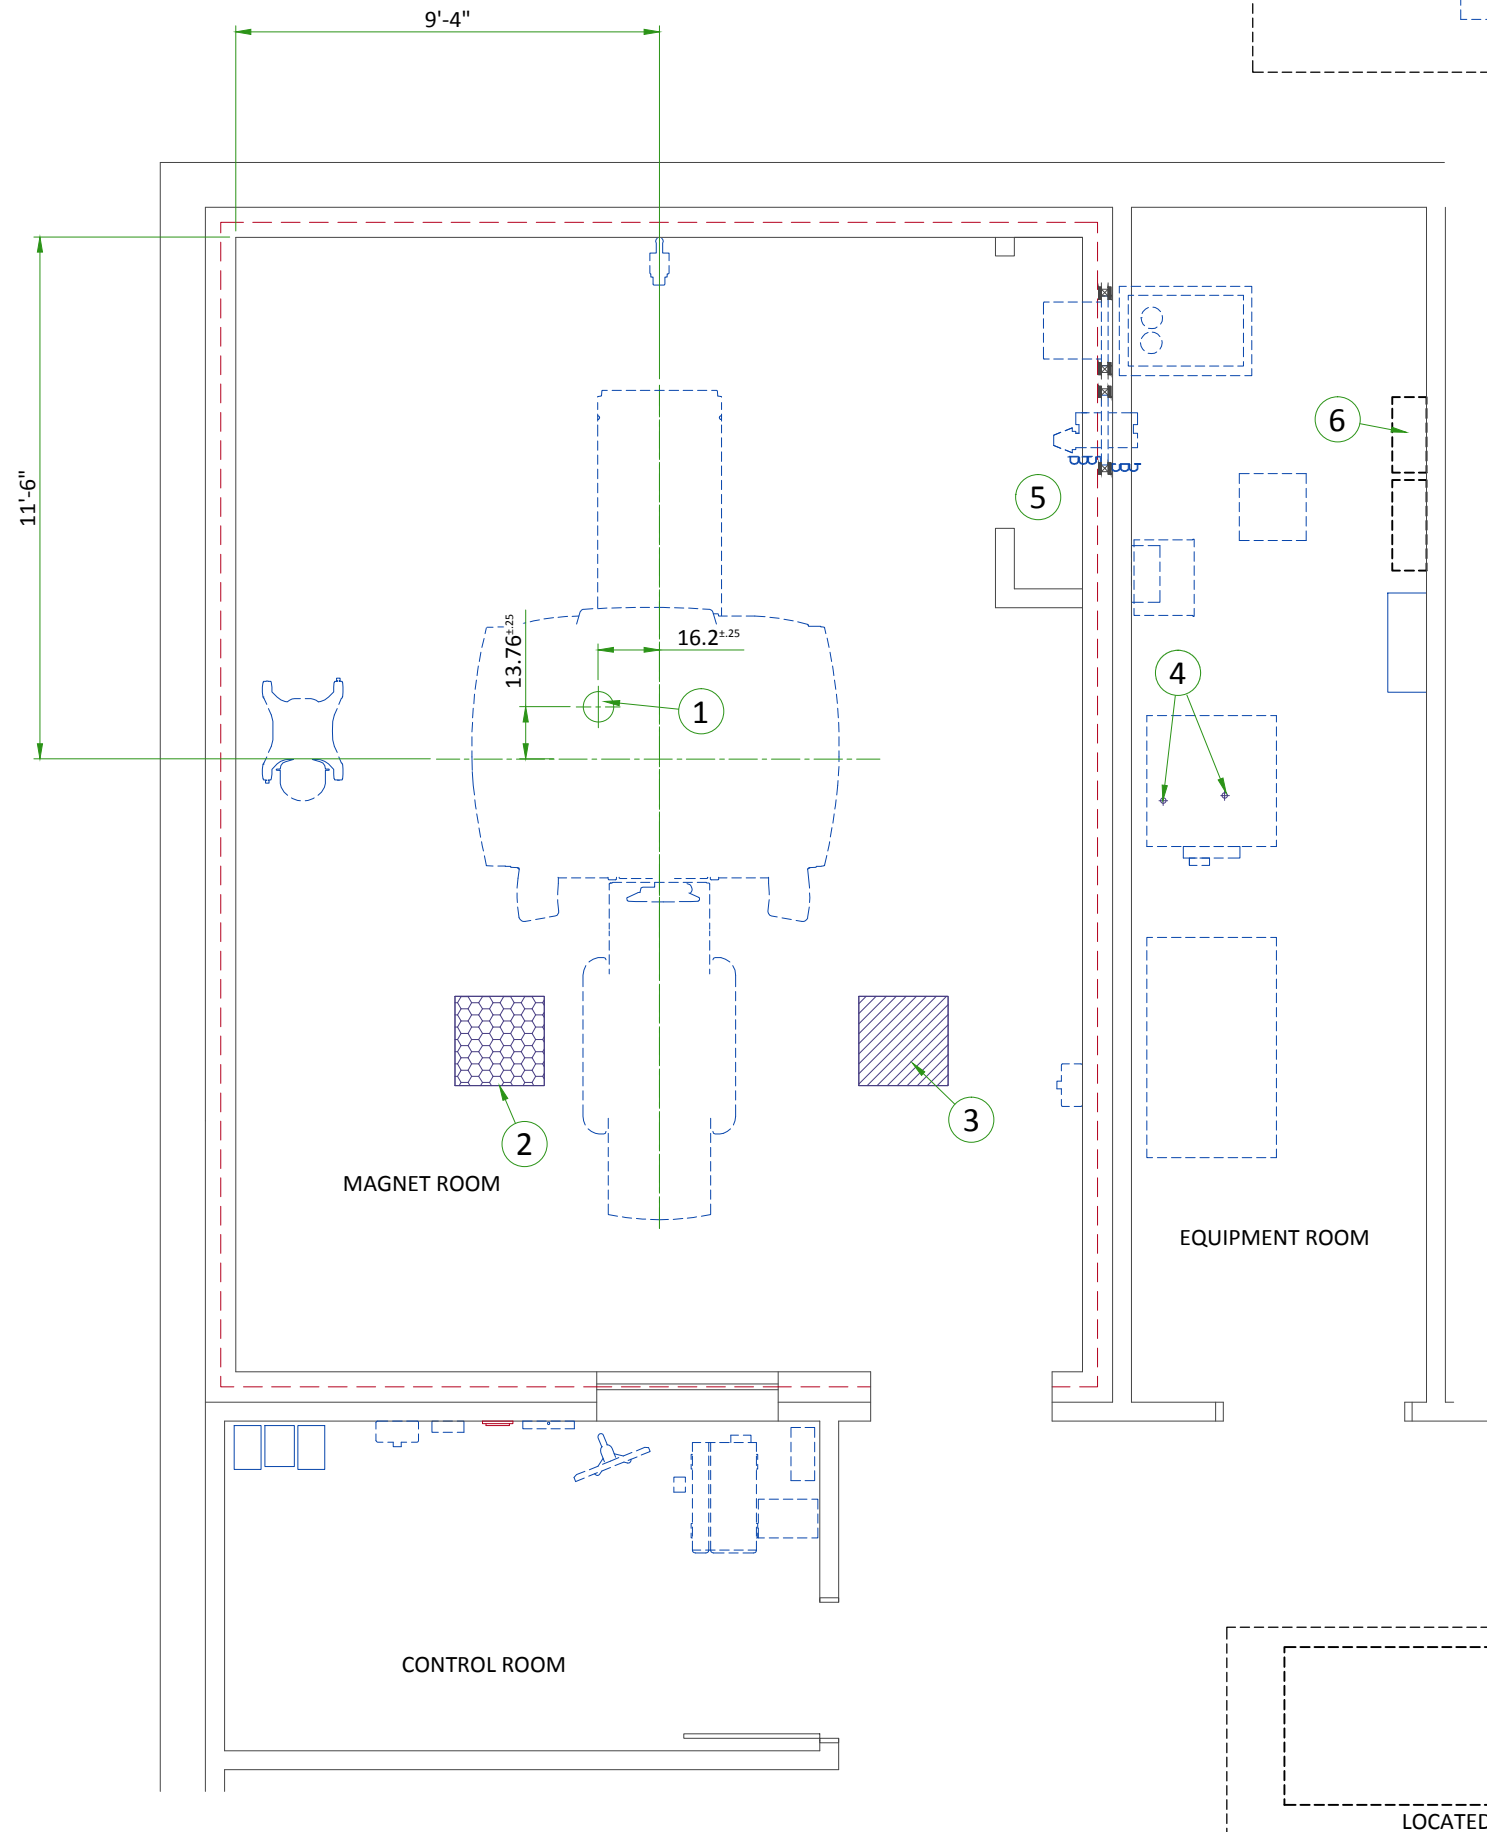 9'-4"
11'-6"
6
5
13.76±.25
16.2±.25
4
1
3
2
MAGNET ROOM
EQUIPMENT ROOM
CONTROL ROOM
LOCATED